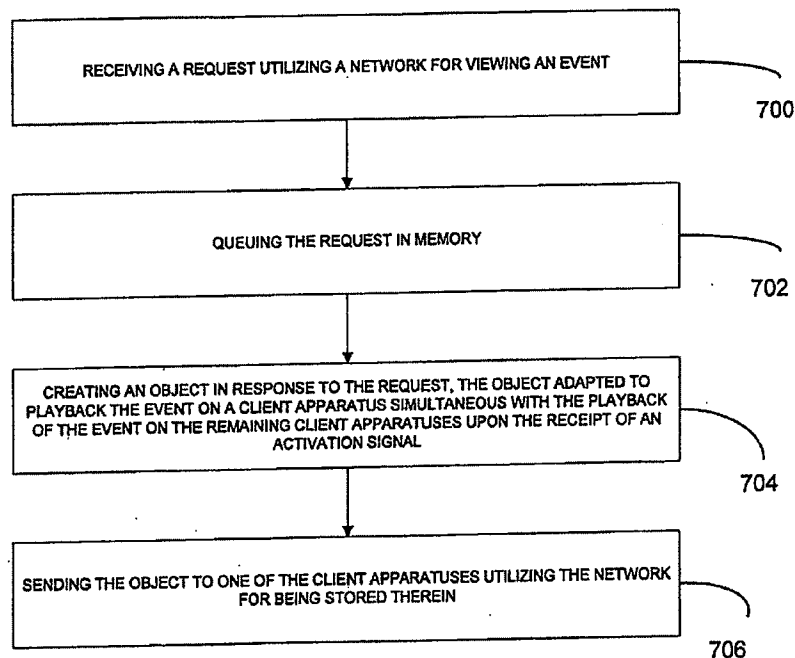 RECEIVING A REQUEST UTILIZING A NETWORK FOR VIEWING AN EVENT
700
QUEUING THE REQUEST IN MEMORY
702
CREATING AN OBJECT IN RESPONSE TO THE REQUEST, THE OBJECT ADAPTED TO
PLAYBACK THE EVENT ON A CLIENT APPARATUS SIMULTANEOUS WITH THE PLAYBACK
OF THE EVENT ON THE REMAINING CLIENT APPARATUSES UPON THE RECEIPT OF AN
ACTIVATION SIGNAL
704
SENDING THE OBJECT TO ONE OF THE CLIENT APPARATUSES UTILIZING THE NETWORK
FOR BEING STORED THEREIN
706